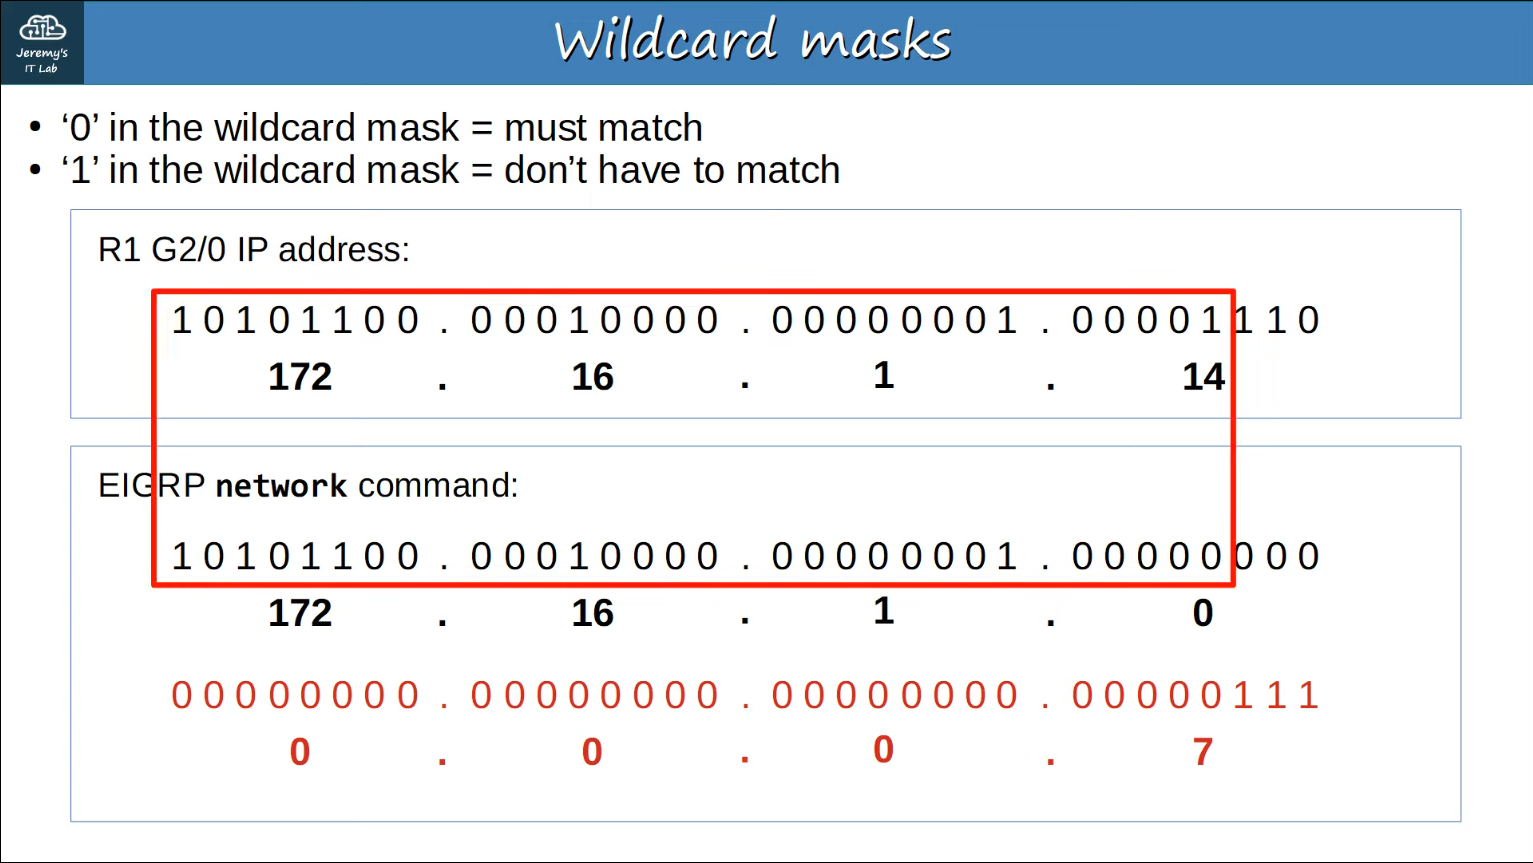 Jeremy's
IT Lab
Wildcard masks
• ‘0’ in the wildcard mask = must match
• ‘1’ in the wildcard mask = don’t have to match
R1 G2/0 IP address:
1 0 1 0 1 1 0 0 . 0 0 0 1 0 0 0 0 . 0 0 0 0 0 0 0 1 . 0 0 0 0 1 1 1 0
172 . 16 . 1 . 14
EIGRP network command:
1 0 1 0 1 1 0 0 . 0 0 0 1 0 0 0 0 . 0 0 0 0 0 0 0 1 . 0 0 0 0 0 0 0 0
172 . 16 . 1 . 0
0 0 0 0 0 0 0 0 . 0 0 0 0 0 0 0 0 . 0 0 0 0 0 0 0 0 . 0 0 0 0 0 1 1 1
0 . 0 . 0 . 7